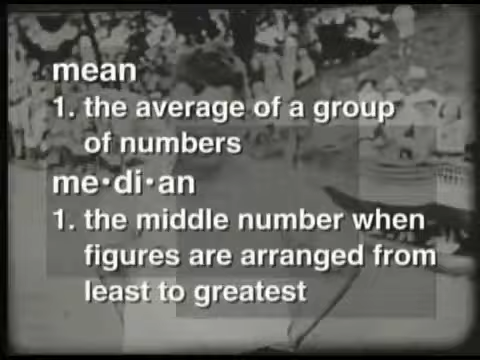 mean
1. the average of a group
of numbers
me•di•an
1. the middle number when
figures are arranged from
least to greatest